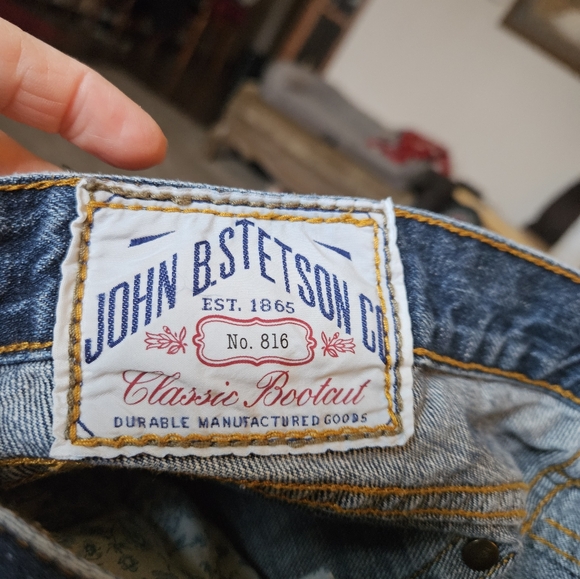 JOHN B. STETSON CO
EST. 1865
No. 816
Classic Bootcut
DURABLE MANUFACTURED GOODS